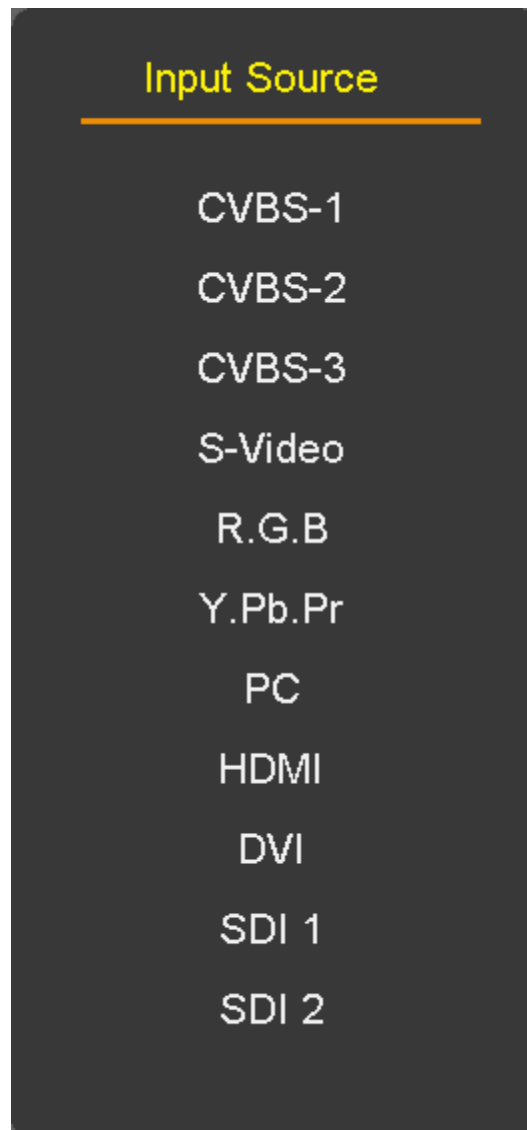 Input Source
CVBS-1
CVBS-2
CVBS-3
S-Video
R.G.B
Y.Pb.Pr
PC
HDMI
DVI
SDI 1
SDI 2